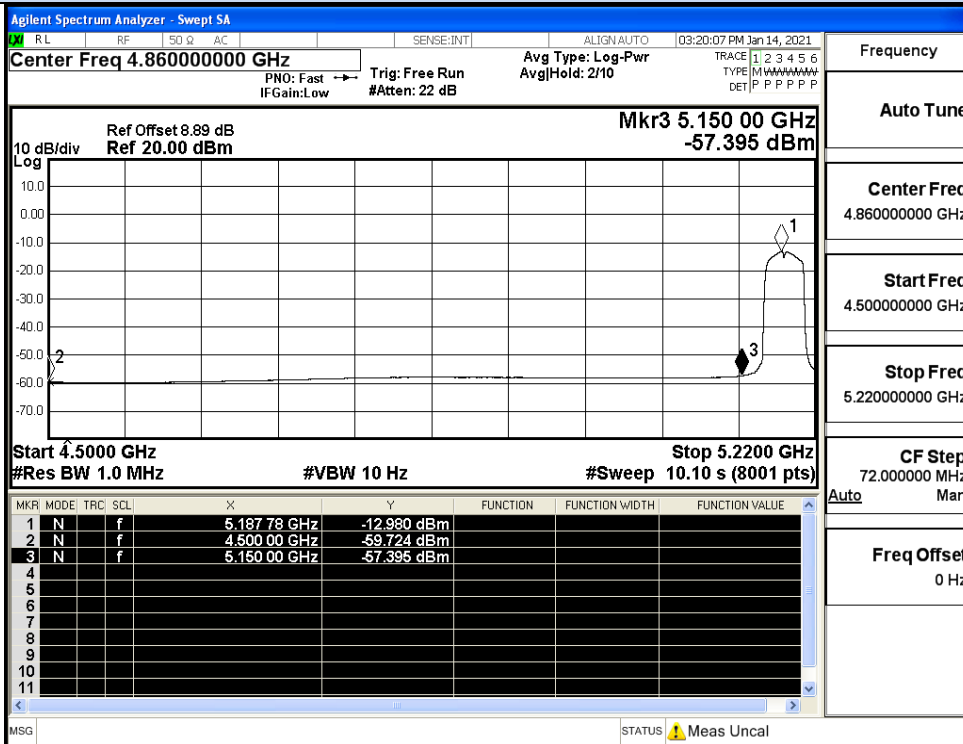 Agilent Spectrum Analyzer - Swept SA
LXI RL RF 50 Ω AC SENSE:INT ALIGN AUTO 03:20:07 PM Jan 14, 2021
Center Freq 4.860000000 GHz
PNO: Fast
IFGain:Low
Trig: Free Run
#Atten: 22 dB
Avg Type: Log-Pwr
Avg|Hold: 2/10
TRACE 1 2 3 4 5 6
TYPE M W W W W W
DET P P P P P P
Mkr3 5.150 00 GHz
-57.395 dBm
Ref Offset 8.89 dB
10 dB/div Ref 20.00 dBm
Log
10.0
0.00
-10.0
-20.0
-30.0
-40.0
-50.0
-60.0
-70.0
1
2
3
Start 4.5000 GHz Stop 5.2200 GHz
#Res BW 1.0 MHz #VBW 10 Hz #Sweep 10.10 s (8001 pts)
MKR MODE TRC SCL X Y FUNCTION FUNCTION WIDTH FUNCTION VALUE
1 N f 5.187 78 GHz -12.980 dBm
2 N f 4.500 00 GHz -59.724 dBm
3 N f 5.150 00 GHz -57.395 dBm
4
5
6
7
8
9
10
11
MSG STATUS Meas Uncal
Frequency
Auto Tune
Center Freq
4.860000000 GHz
Start Freq
4.500000000 GHz
Stop Freq
5.220000000 GHz
CF Step
72.000000 MHz
Auto Man
Freq Offset
0 Hz